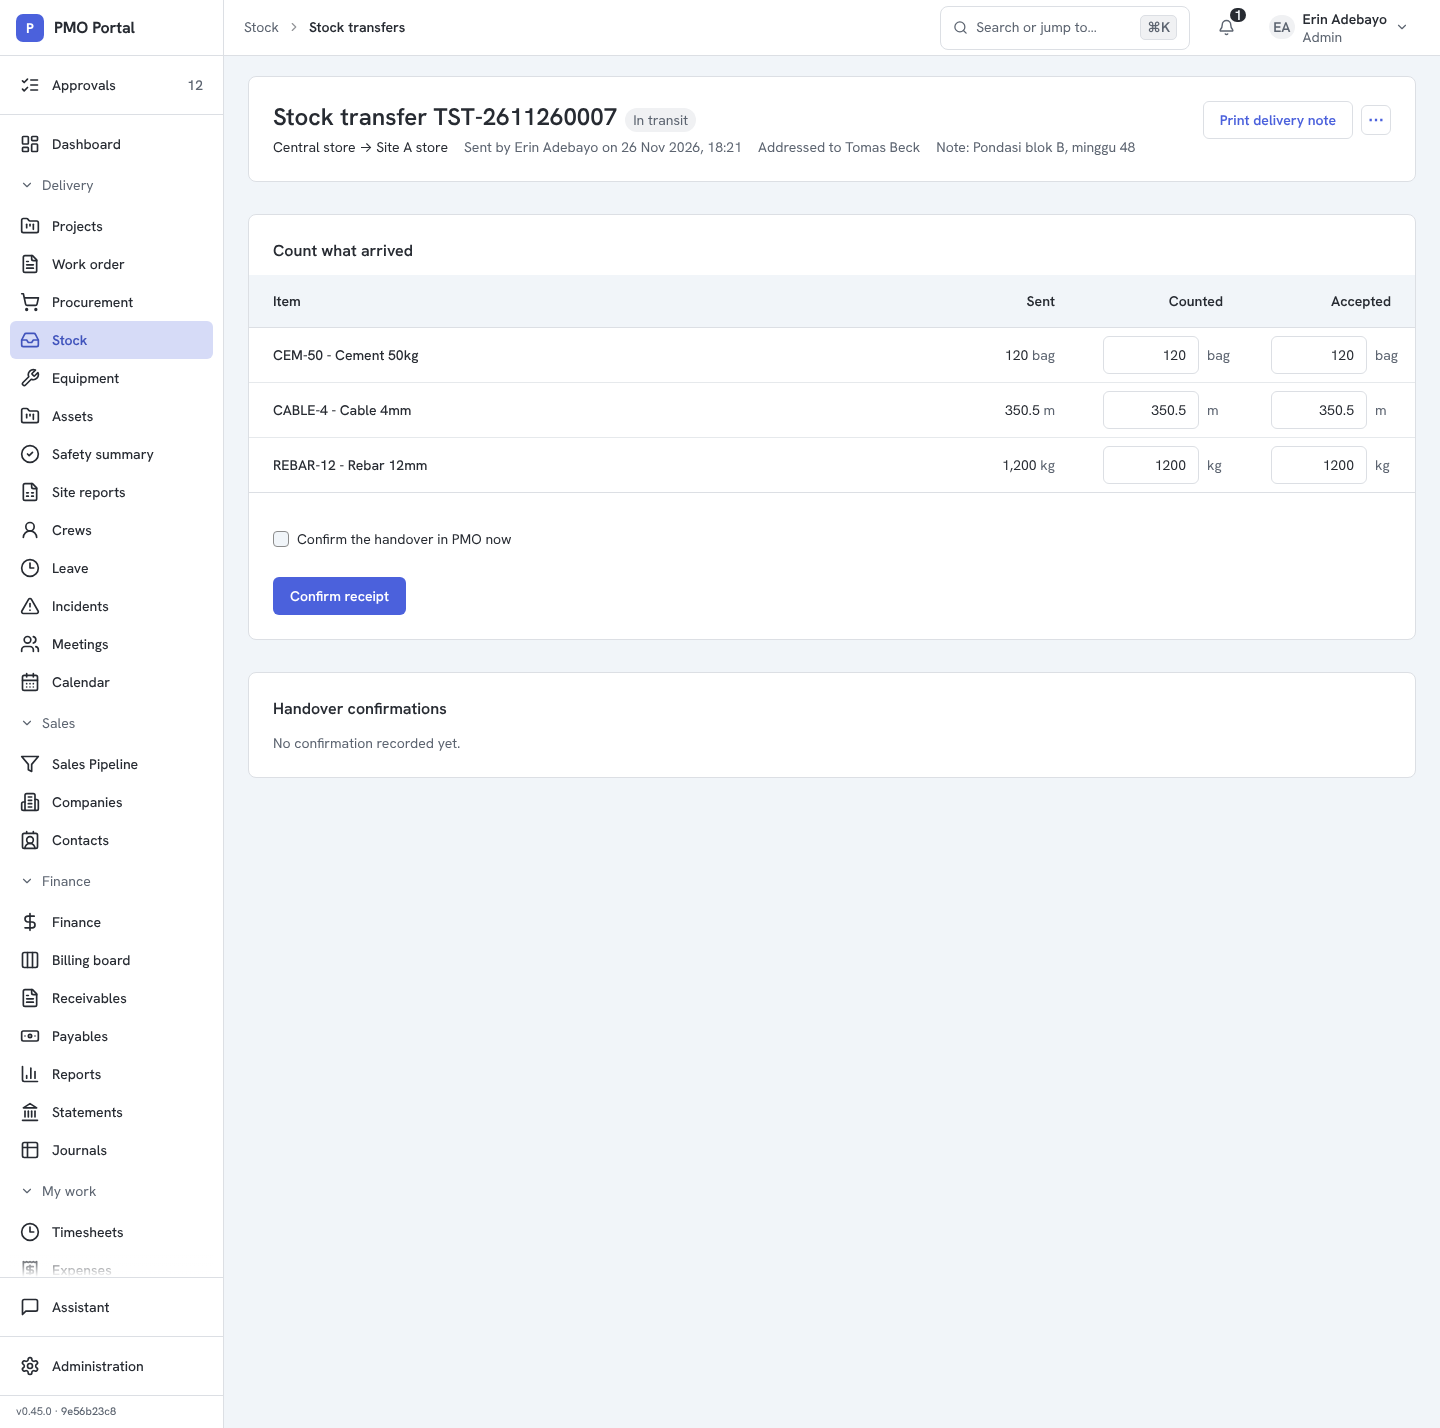 P PMO Portal
Stock > Stock transfers
Search or jump to... ⌘K
1
EA Erin Adebayo
Admin
Approvals 12
Dashboard
Delivery
Projects
Work order
Procurement
Stock
Equipment
Assets
Safety summary
Site reports
Crews
Leave
Incidents
Meetings
Calendar
Sales
Sales Pipeline
Companies
Contacts
Finance
Finance
Billing board
Receivables
Payables
Reports
Statements
Journals
My work
Timesheets
Expenses
Assistant
Administration
v0.45.0 · 9e56b23c8
Stock transfer TST-2611260007 In transit
Print delivery note
Central store → Site A store Sent by Erin Adebayo on 26 Nov 2026, 18:21 Addressed to Tomas Beck Note: Pondasi blok B, minggu 48
Count what arrived
Item Sent Counted Accepted
CEM-50 - Cement 50kg 120 bag 120 bag 120 bag
CABLE-4 - Cable 4mm 350.5 m 350.5 m 350.5 m
REBAR-12 - Rebar 12mm 1,200 kg 1200 kg 1200 kg
Confirm the handover in PMO now
Confirm receipt
Handover confirmations
No confirmation recorded yet.